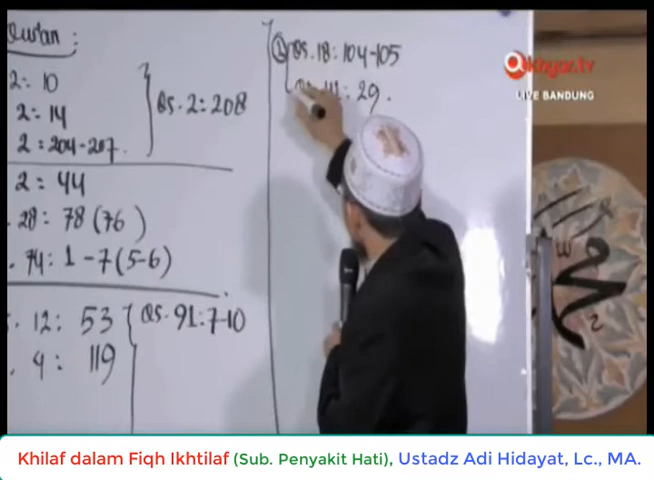 Qur'an :
2: 10
2: 14
2: 204-207.
Qs. 2: 208
2: 44
28: 78 (76)
74: 1-7 (5-6)
12: 53
Qs. 91: 7-10
4: 119
1 Qs. 18: 104-105
: 29.
akhyar.tv
LIVE BANDUNG
Khilaf dalam Fiqh Ikhtilaf (Sub. Penyakit Hati), Ustadz Adi Hidayat, Lc., MA.